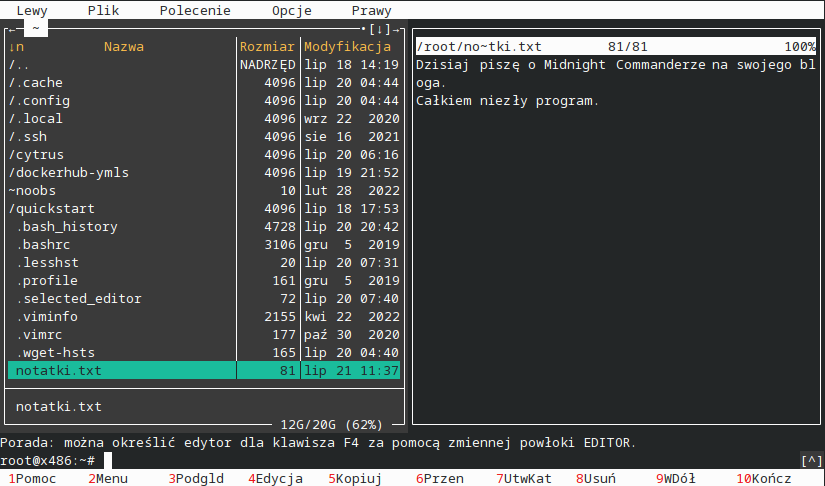 Lewy Plik Polecenie Opcje Prawy
← ~ •[↓]→
↓n Nazwa Rozmiar Modyfikacja
/.. NADRZĘD lip 18 14:19
/.cache 4096 lip 20 04:44
/.config 4096 lip 20 04:44
/.local 4096 wrz 22 2020
/.ssh 4096 sie 16 2021
/cytrus 4096 lip 20 06:16
/dockerhub-ymls 4096 lip 19 21:52
~noobs 10 lut 28 2022
/quickstart 4096 lip 18 17:53
.bash_history 4728 lip 20 20:42
.bashrc 3106 gru 5 2019
.lesshst 20 lip 20 07:31
.profile 161 gru 5 2019
.selected_editor 72 lip 20 07:40
.viminfo 2155 kwi 22 2022
.vimrc 177 paź 30 2020
.wget-hsts 165 lip 20 04:40
notatki.txt 81 lip 21 11:37
notatki.txt
12G/20G (62%)
/root/no~tki.txt 81/81 100%
Dzisiaj piszę o Midnight Commanderze na swojego bl
oga.
Całkiem niezły program.
Porada: można określić edytor dla klawisza F4 za pomocą zmiennej powłoki EDITOR.
root@x486:~# [^]
1Pomoc 2Menu 3Podgld 4Edycja 5Kopiuj 6Przen 7UtwKat 8Usuń 9WDół 10Kończ